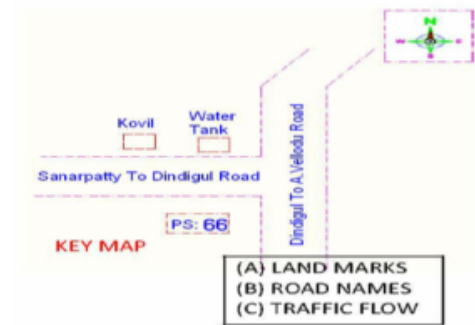 N
W E
S
Kovil
Water
Tank
Sanarpatty To Dindigul Road
Dindigul To A.Vellodu Road
PS: 66
KEY MAP
(A) LAND MARKS
(B) ROAD NAMES
(C) TRAFFIC FLOW